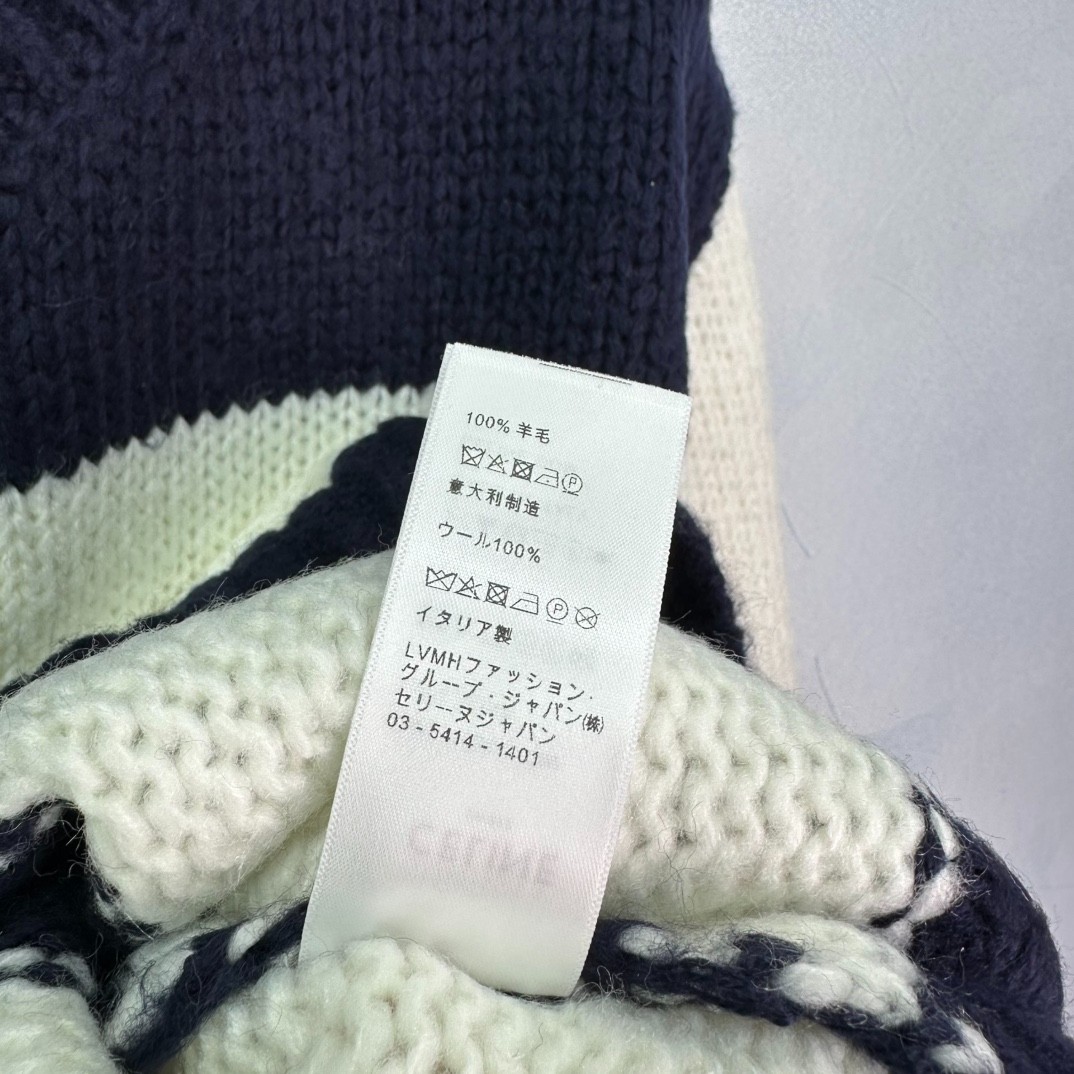 100% 羊毛
P
意大利制造
ウール100%
P
イタリア製
LVMHファッション.
グループ・ジャパン(株)
セリーヌジャパン
03-5414-1401
CELINE